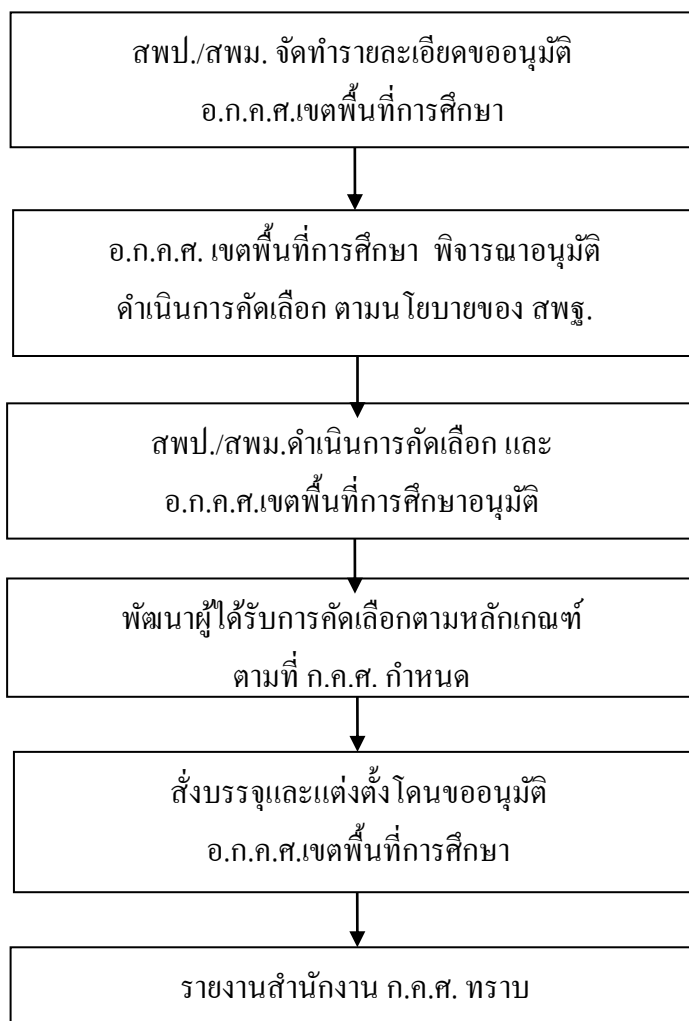 สพป./สพม. จัดทำรายละเอียดขออนุมัติ
อ.ก.ค.ศ.เขตพื้นที่การศึกษา
อ.ก.ค.ศ. เขตพื้นที่การศึกษา พิจารณาอนุมัติ
ดำเนินการคัดเลือก ตามนโยบายของ สพฐ.
สพป./สพม.ดำเนินการคัดเลือก และ
อ.ก.ค.ศ.เขตพื้นที่การศึกษาอนุมัติ
พัฒนาผู้ได้รับการคัดเลือกตามหลักเกณฑ์
ตามที่ ก.ค.ศ. กำหนด
สั่งบรรจุและแต่งตั้งโดนขออนุมัติ
อ.ก.ค.ศ.เขตพื้นที่การศึกษา
รายงานสำนักงาน ก.ค.ศ. ทราบ